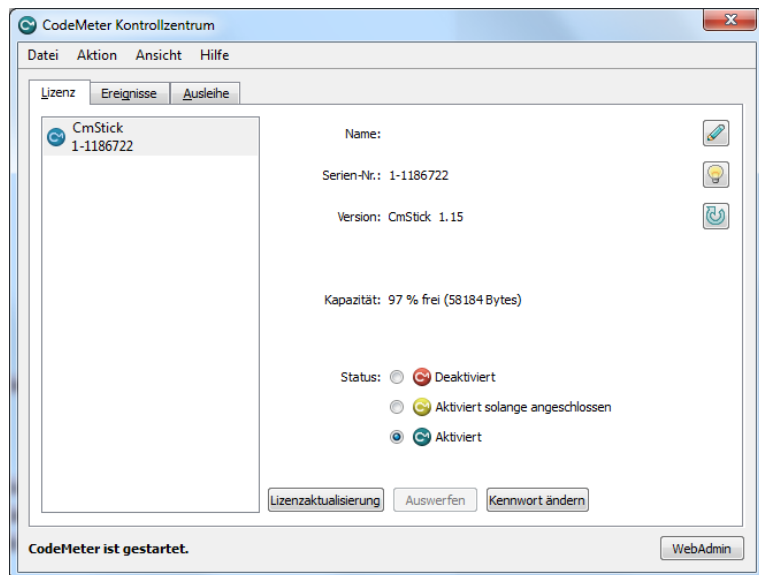 CodeMeter Kontrollzentrum
Datei Aktion Ansicht Hilfe
Lizenz Ereignisse Ausleihe
CmStick
1-1186722
Name:
Serien-Nr.: 1-1186722
Version: CmStick 1.15
Kapazität: 97 % frei (58184 Bytes)
Status: Deaktiviert
Aktiviert solange angeschlossen
Aktiviert
Lizenzaktualisierung Auswerfen Kennwort ändern
CodeMeter ist gestartet. WebAdmin